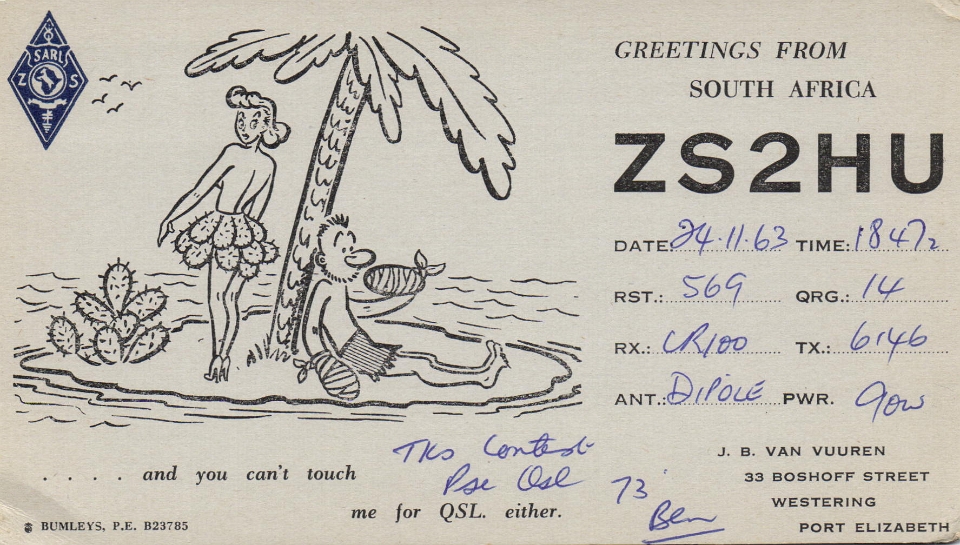 SARL
Z S
GREETINGS FROM
SOUTH AFRICA
ZS2HU
DATE: 24.11.63 TIME: 1847z
RST.: 569 QRG.: 14
RX.: CR100 TX.: 6146
ANT.: DIPOLE PWR. 90W
. . . . . and you can't touch
me for QSL. either.
Tks Contest
Pse Qsl
73
Ben
J. B. VAN VUUREN
33 BOSHOFF STREET
WESTERING
PORT ELIZABETH
BUMLEYS, P.E. B23785